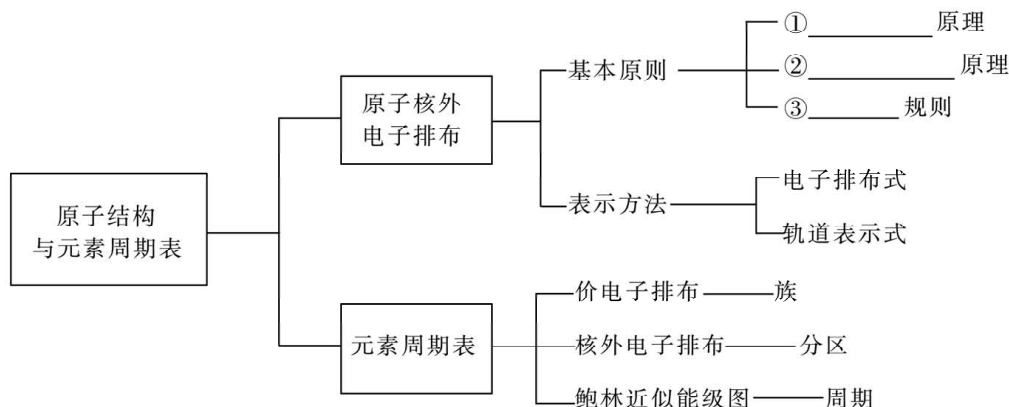 原子结构
与元素周期表
原子核外
电子排布
基本原则
①__________原理
②____________原理
③_______规则
表示方法
电子排布式
轨道表示式
元素周期表
价电子排布——族
核外电子排布——分区
鲍林近似能级图——周期